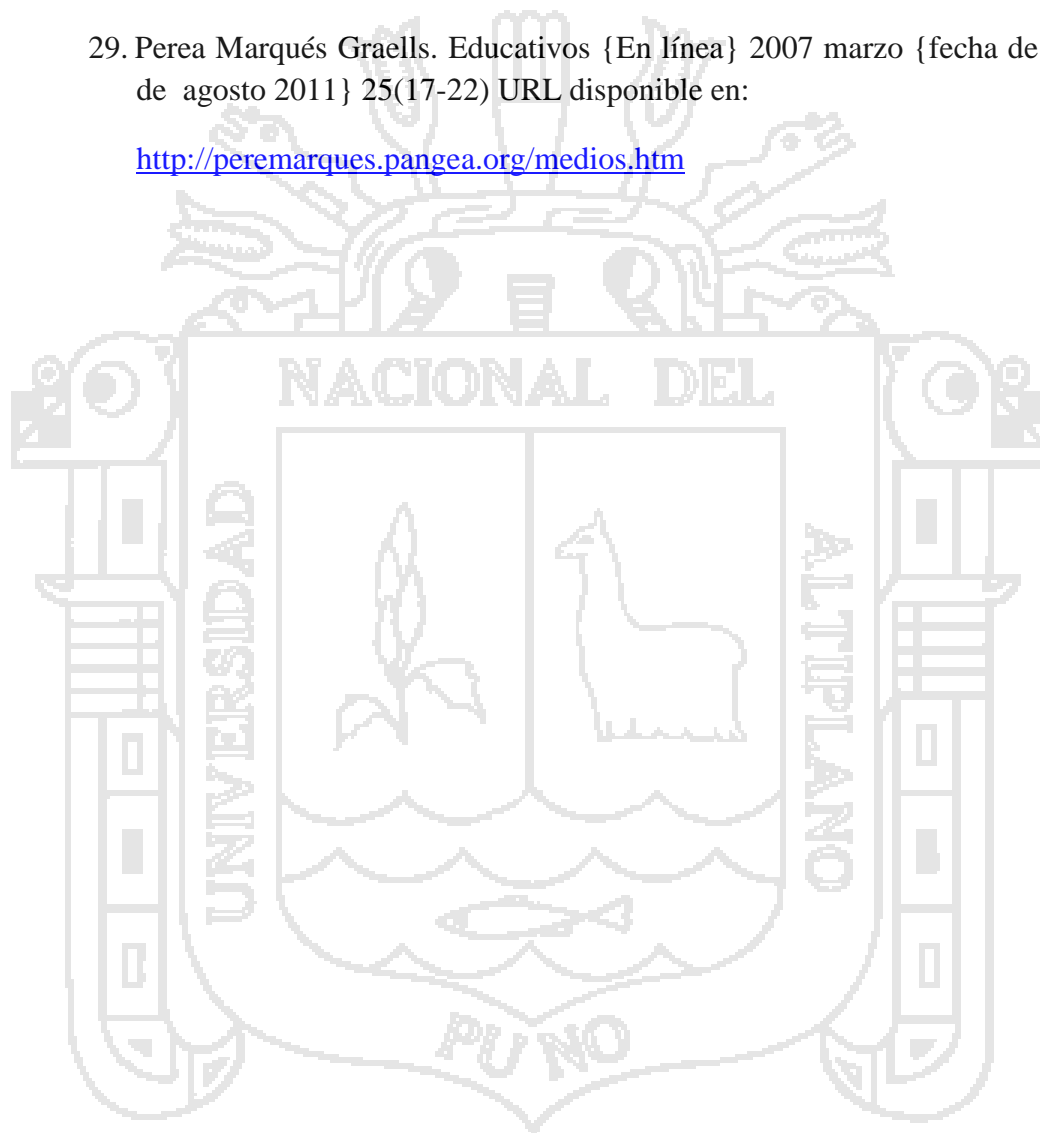 29. Perea Marqués Graells. Educativos {En línea} 2007 marzo {fecha de
de agosto 2011} 25(17-22) URL disponible en:
http://peremarques.pangea.org/medios.htm
NACIONAL DEL
UNIVERSIDAD
ALTIPLANO
PUNO